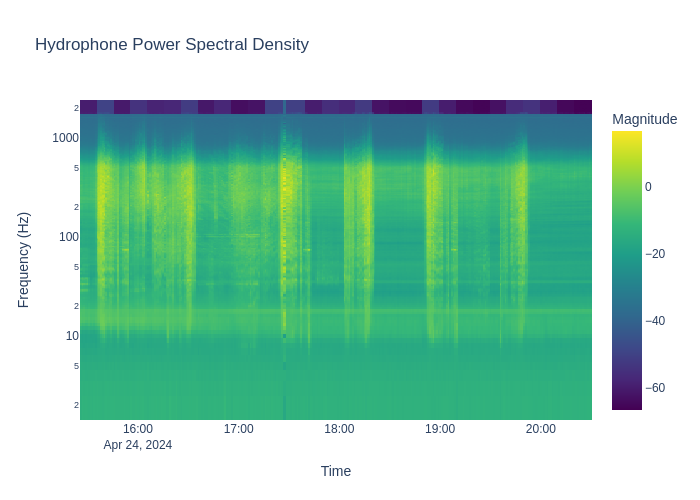 Hydrophone Power Spectral Density
Magnitude
2
1000
5
2
100
5
2
10
5
2
Frequency (Hz)
0
−20
−40
−60
16:00 17:00 18:00 19:00 20:00
Apr 24, 2024
Time